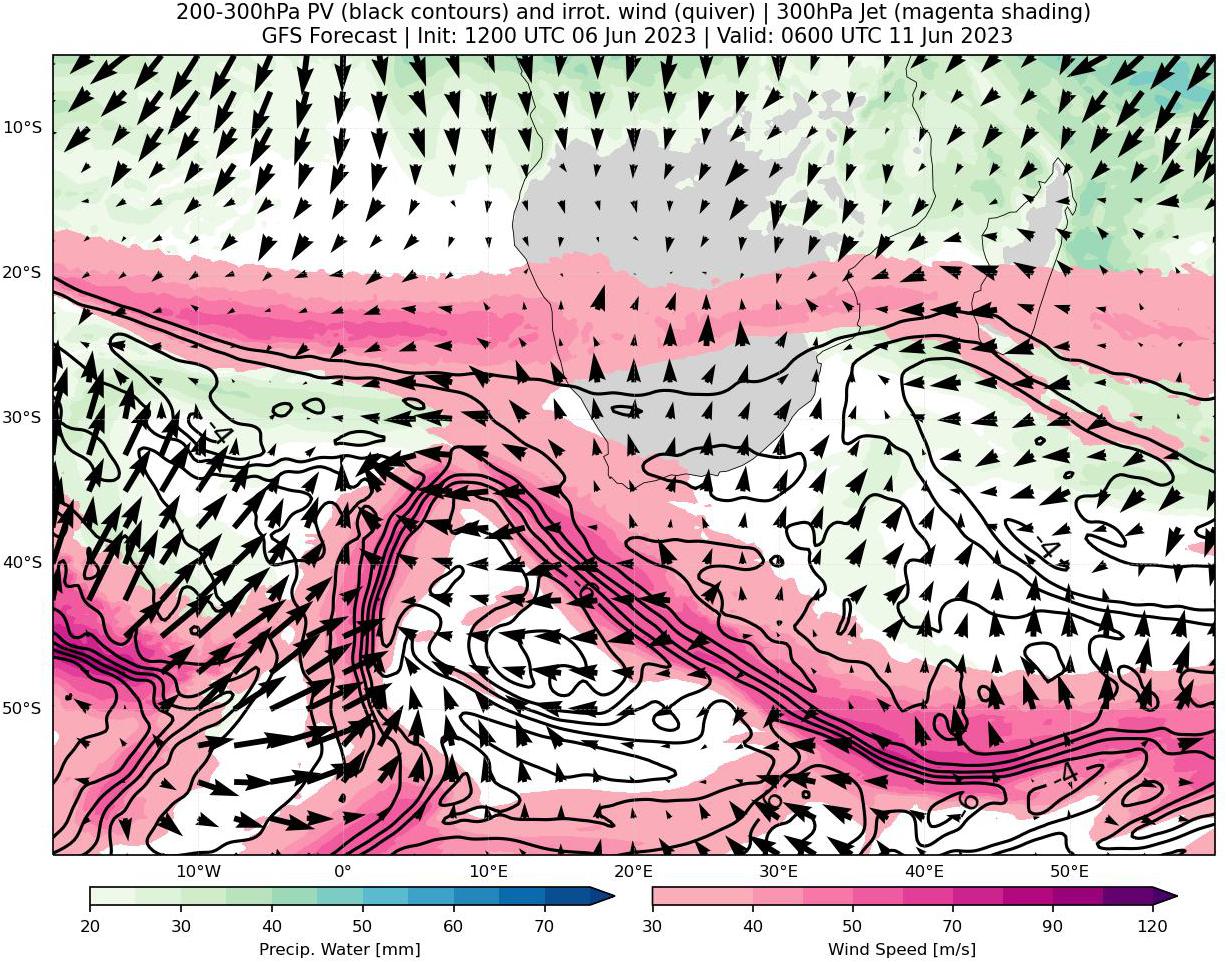 200-300hPa PV (black contours) and irrot. wind (quiver) | 300hPa Jet (magenta shading)
GFS Forecast | Init: 1200 UTC 06 Jun 2023 | Valid: 0600 UTC 11 Jun 2023
10°S
20°S
30°S
40°S
50°S
-4
-4
-4
10°W 0° 10°E 20°E 30°E 40°E 50°E
20 30 40 50 60 70
Precip. Water [mm]
30 40 50 70 90 120
Wind Speed [m/s]